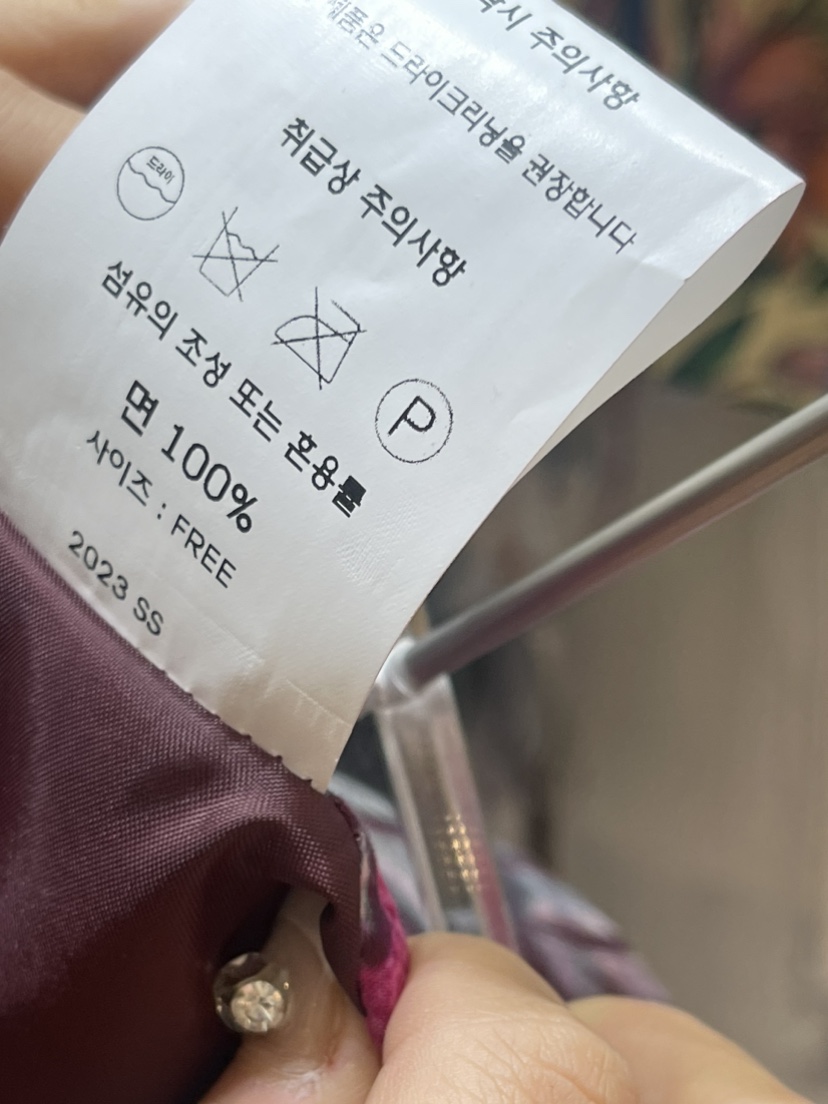 주의사항
제품은 드라이크리닝을 권장합니다
취급상 주의사항
드라이
P
섬유의 조성 또는 혼용률
면 100%
사이즈 : FREE
2023 SS